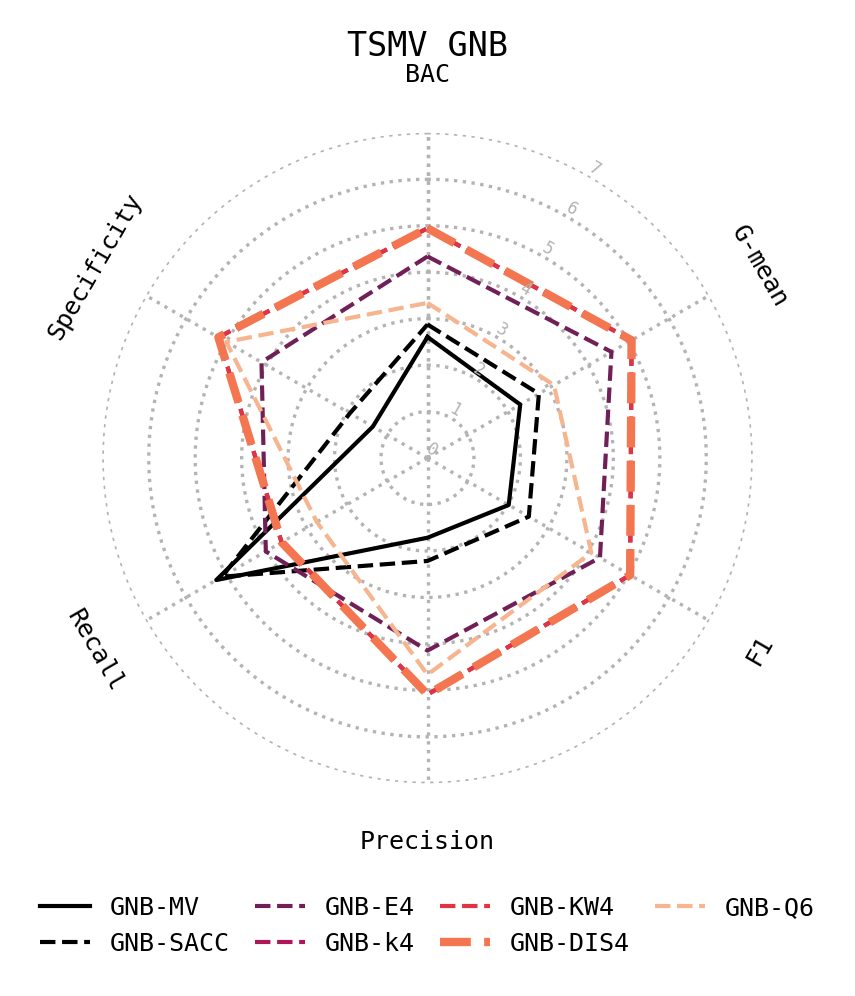 TSMV GNB
BAC
7
6
5
4
3
2
1
0
Specificity
G-mean
Recall
F1
Precision
GNB-MV
GNB-E4
GNB-KW4
GNB-Q6
GNB-SACC
GNB-k4
GNB-DIS4